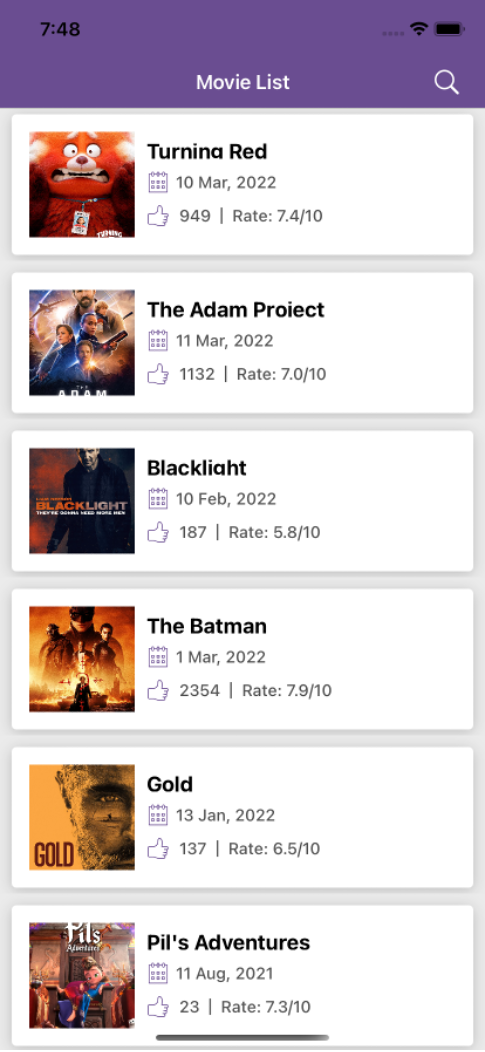 7:48
Movie List
Turning Red
10 Mar, 2022
949 | Rate: 7.4/10
TURNING
The Adam Project
11 Mar, 2022
1132 | Rate: 7.0/10
THE
ADAM
Blacklight
10 Feb, 2022
187 | Rate: 5.8/10
BLACKLIGHT
THEY'RE GONNA NEED MORE MEN
The Batman
1 Mar, 2022
2354 | Rate: 7.9/10
Gold
13 Jan, 2022
137 | Rate: 6.5/10
GOLD
Pil's Adventures
11 Aug, 2021
23 | Rate: 7.3/10
Pil's
Adventures